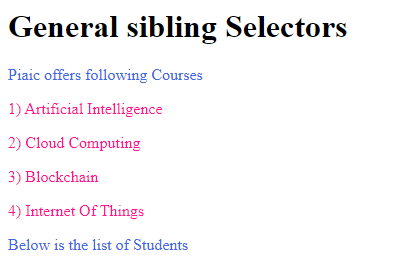 General sibling Selectors
Piaic offers following Courses
1) Artificial Intelligence
2) Cloud Computing
3) Blockchain
4) Internet Of Things
Below is the list of Students